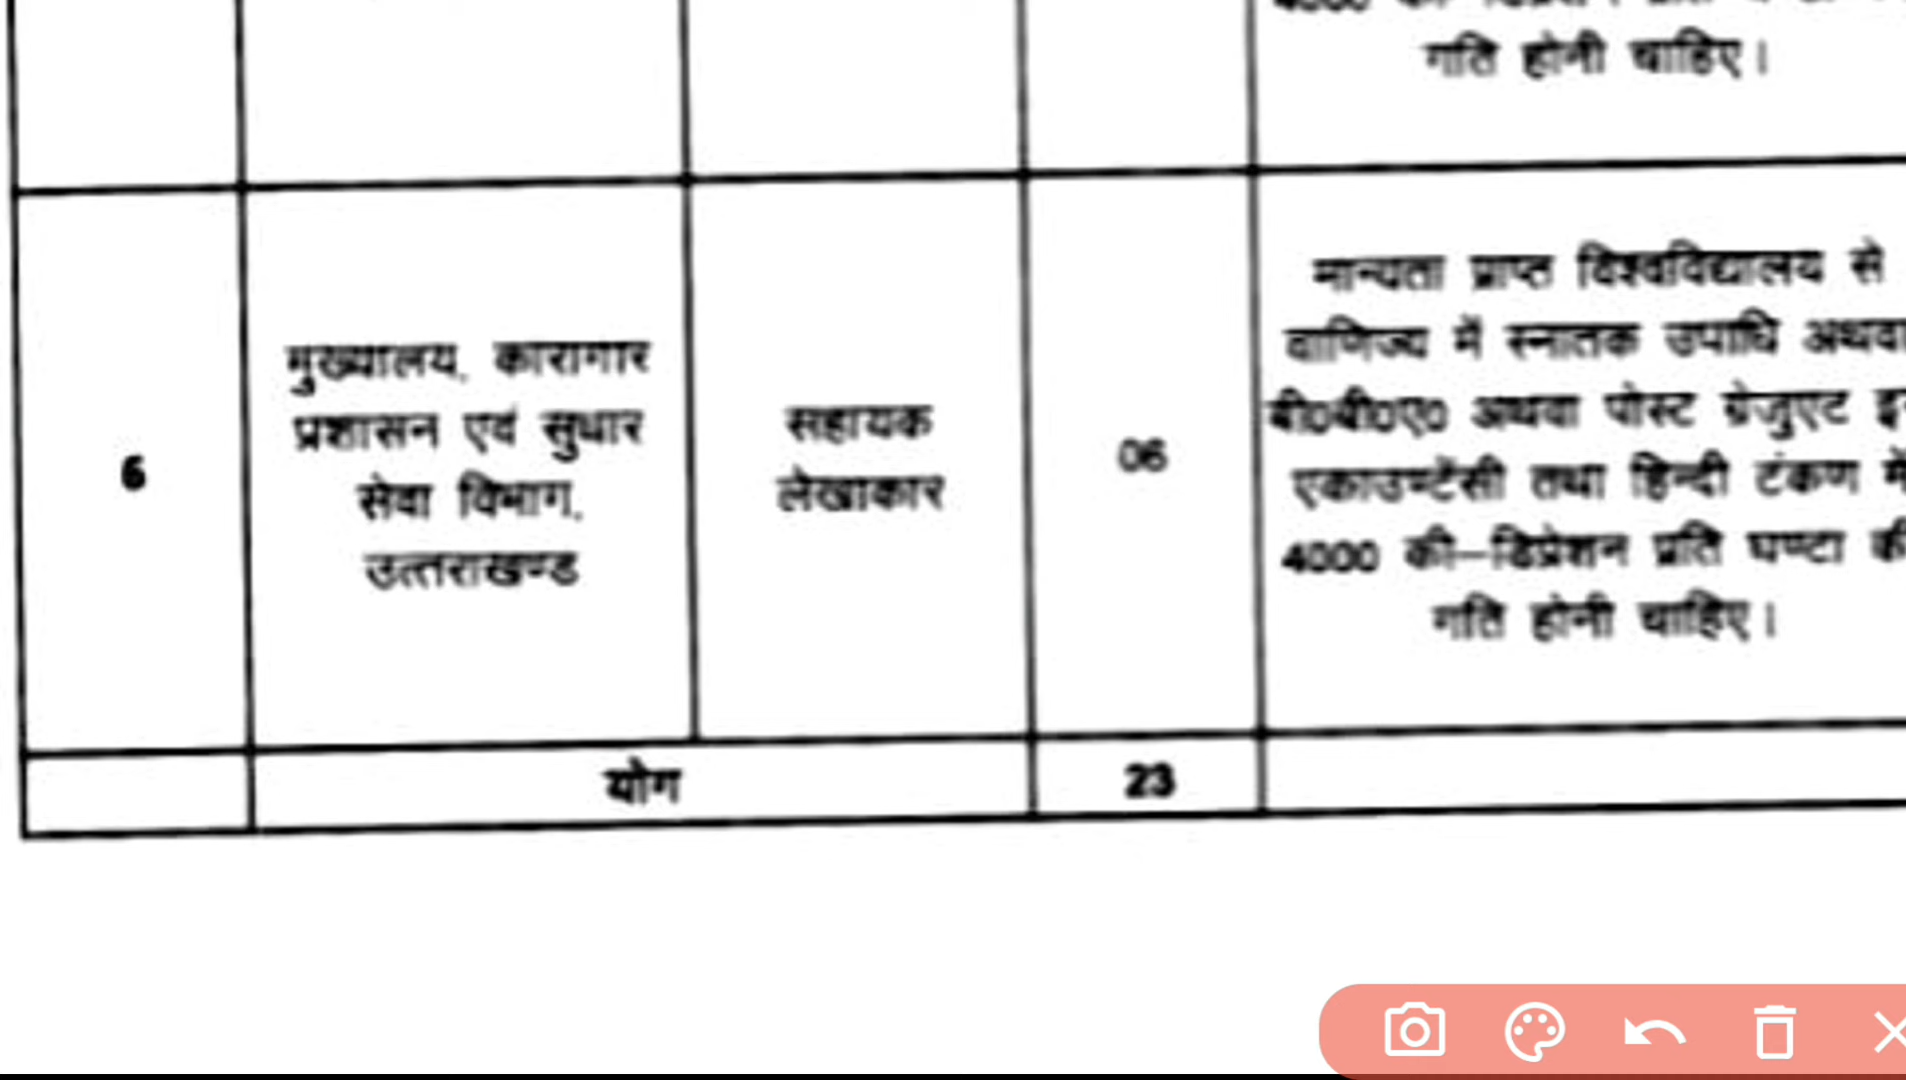 गति होनी चाहिए।
6
मुख्यालय, कारागार
प्रशासन एवं सुधार
सेवा विभाग,
उत्तराखण्ड
सहायक
लेखाकार
06
मान्यता प्राप्त विश्वविद्यालय से
वाणिज्य में स्नातक उपाधि अथवा
बी0बी0ए0 अथवा पोस्ट ग्रेजुएट
एकाउण्टेंसी तथा हिन्दी टंकण में
4000 की–डिप्रेशन प्रति घण्टा की
गति होनी चाहिए।
योग
23